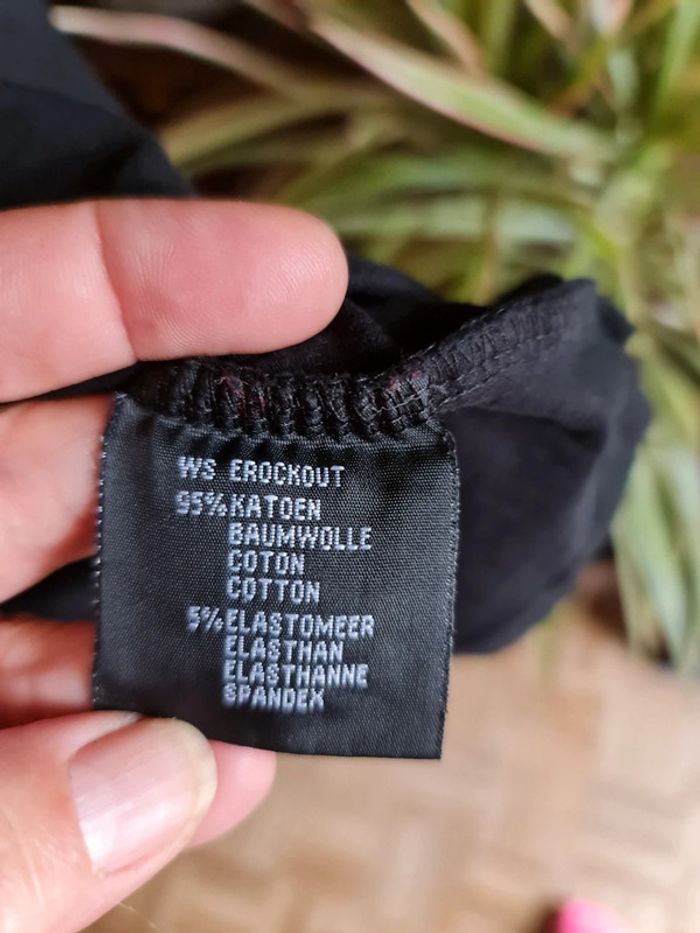 WS EROCKOUT
95% KATOEN
BAUMWOLLE
COTON
COTTON
5% ELASTOMEER
ELASTHAN
ELASTHANNE
SPANDEX